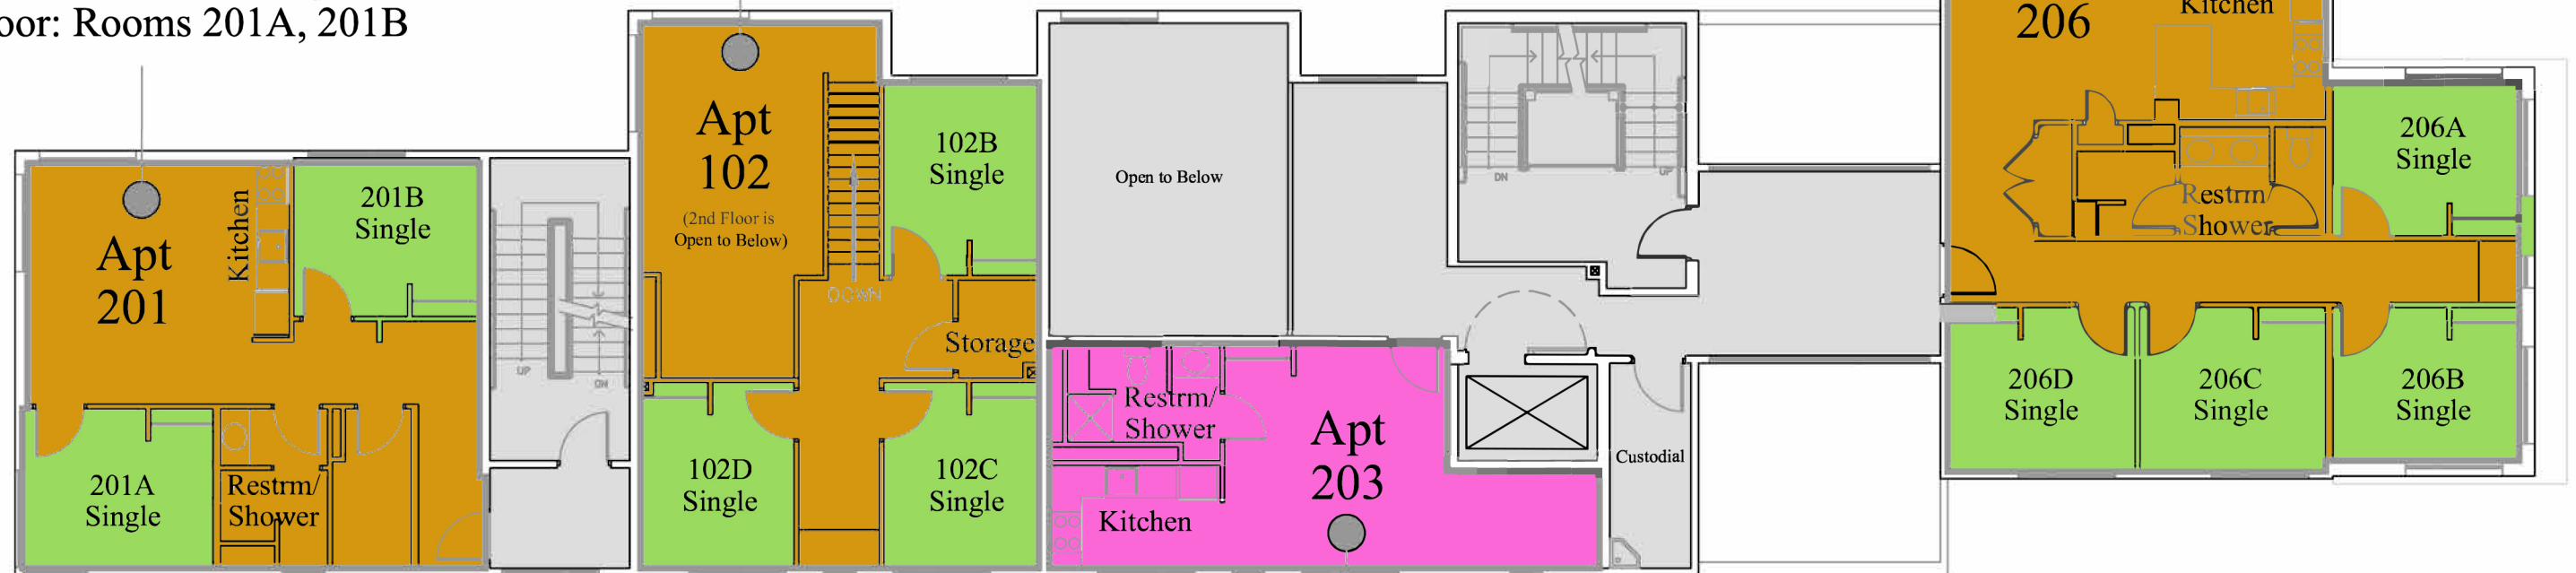 oor: Rooms 201A, 201B
Apt
201
Kitchen
201B
Single
201A
Single
Restrm/
Shower
UP
DN
Apt
102
(2nd Floor is
Open to Below)
DOWN
102B
Single
Storage
102D
Single
102C
Single
Open to Below
Restrm/
Shower
Kitchen
Apt
203
DN
UP
Custodial
206
Kitchen
Restrm/
Shower
206A
Single
206D
Single
206C
Single
206B
Single